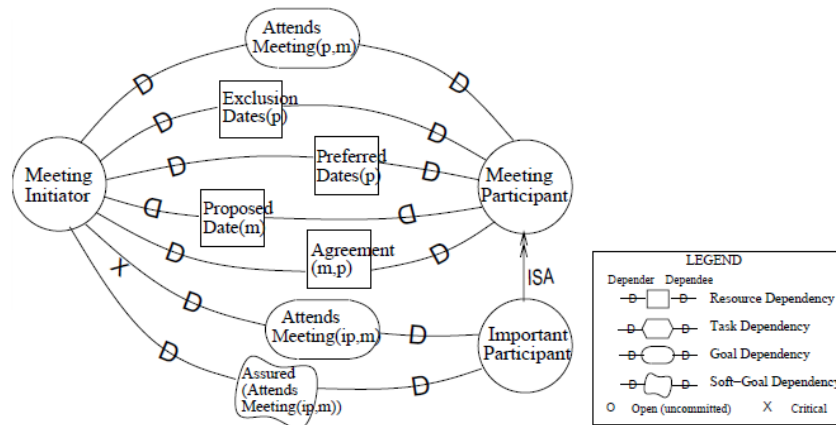 Attends
Meeting(p,m)
D
D
Exclusion
Dates(p)
D
D
Meeting
Initiator
D
Preferred
Dates(p)
D
Meeting
Participant
D
Proposed
Date(m)
D
D
Agreement
(m,p)
D
X
ISA
D
Attends
Meeting(ip,m)
D
Important
Participant
D
Assured
(Attends
Meeting(ip,m))
D
LEGEND
Depender Dependee
D D Resource Dependency
D D Task Dependency
D D Goal Dependency
D D Soft-Goal Dependency
O Open (uncommitted) X Critical